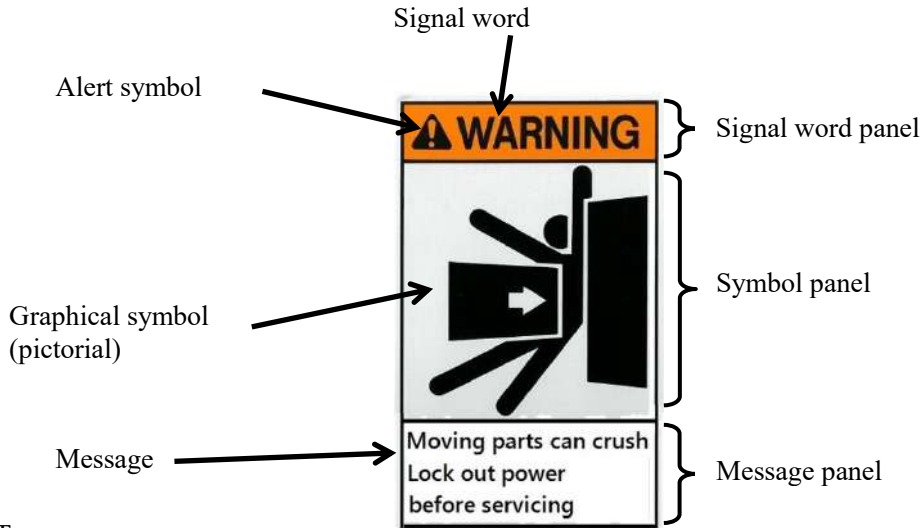 Signal word
Alert symbol
WARNING
Signal word panel
Symbol panel
Graphical symbol
(pictorial)
Moving parts can crush
Lock out power
before servicing
Message
Message panel